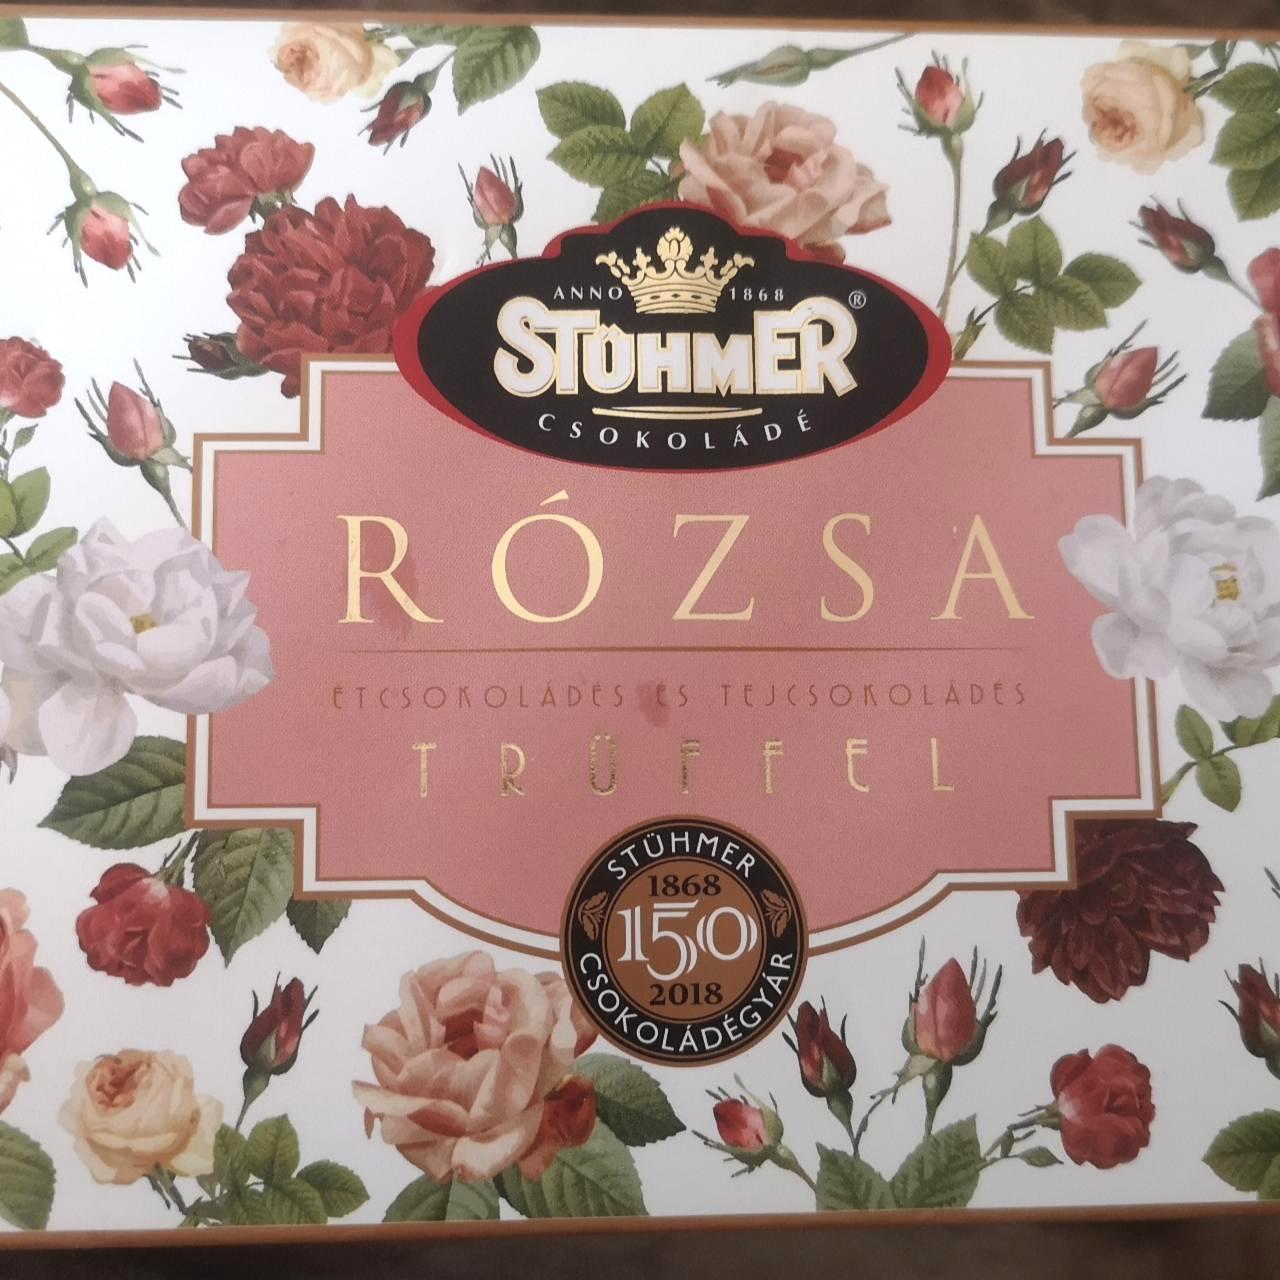 ANNO 1868
STÜHMER®
CSOKOLÁDÉ
RÓZSA
ÉTCSOKOLÁDÉS ÉS TEJCSOKOLÁDÉS
TRÜFFEL
STÜHMER
1868
150
2018
CSOKOLÁDÉGYÁR